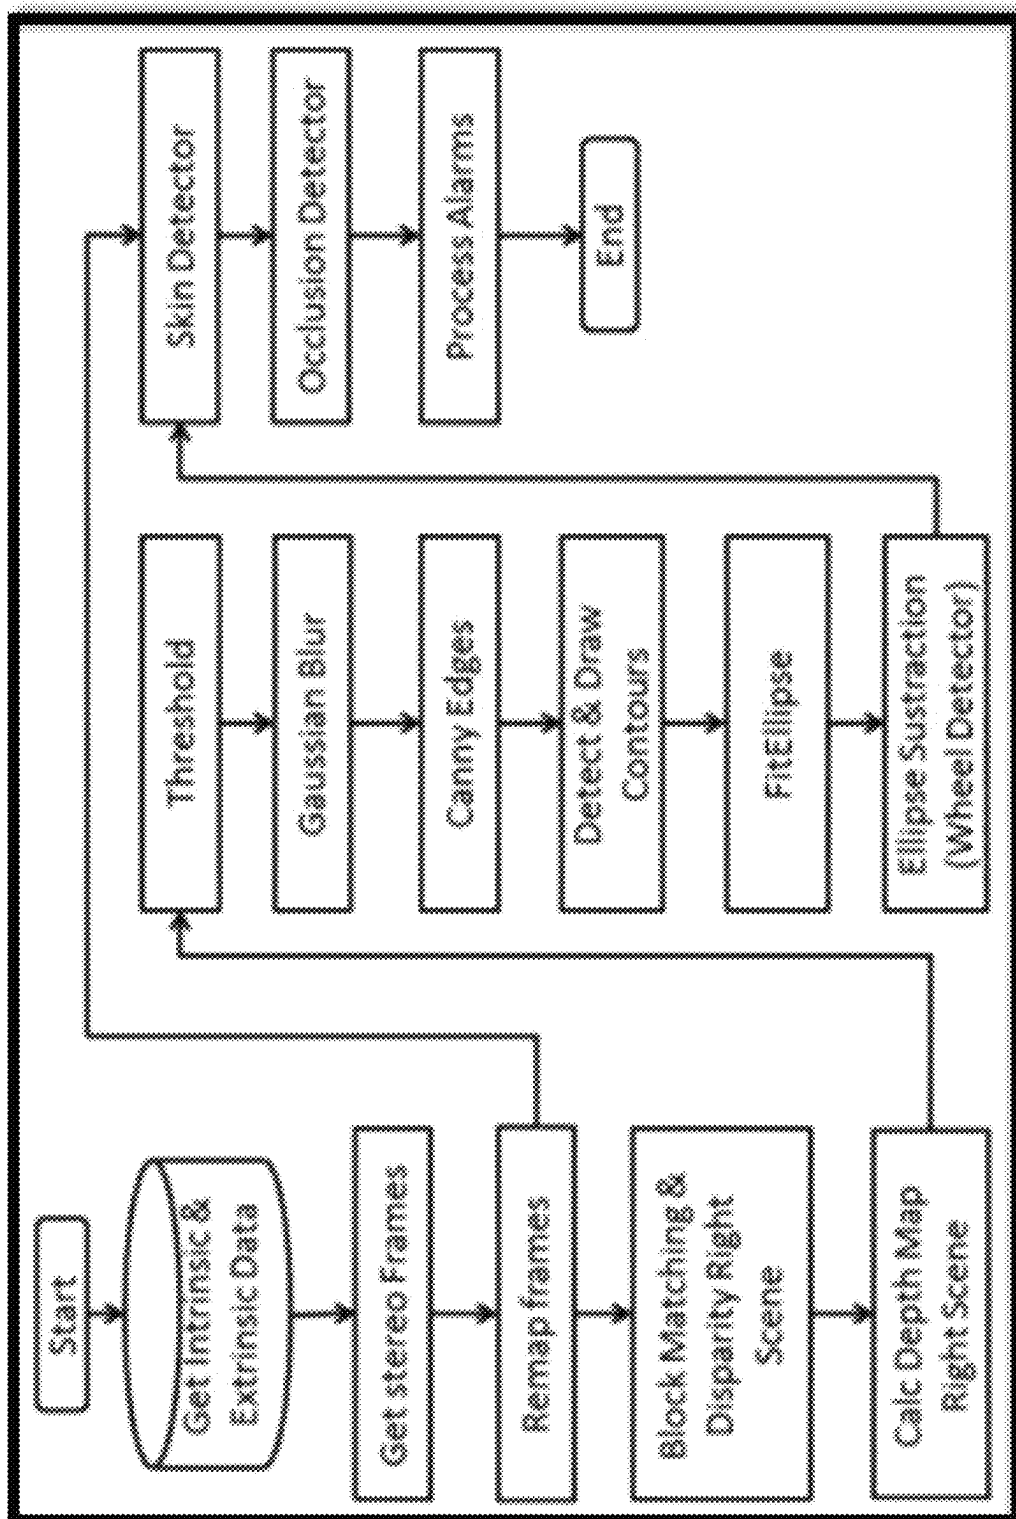 Start
Get Intrinsic &
Extrinsic Data
Get stereo Frames
Remap frames
Block Matching &
Disparity Right
Scene
Calc Depth Map
Right Scene
Threshold
Gaussian Blur
Canny Edges
Detect & Draw
Contours
FitEllipse
Ellipse Sustraction
(Wheel Detector)
Skin Detector
Occlusion Detector
Process Alarms
End